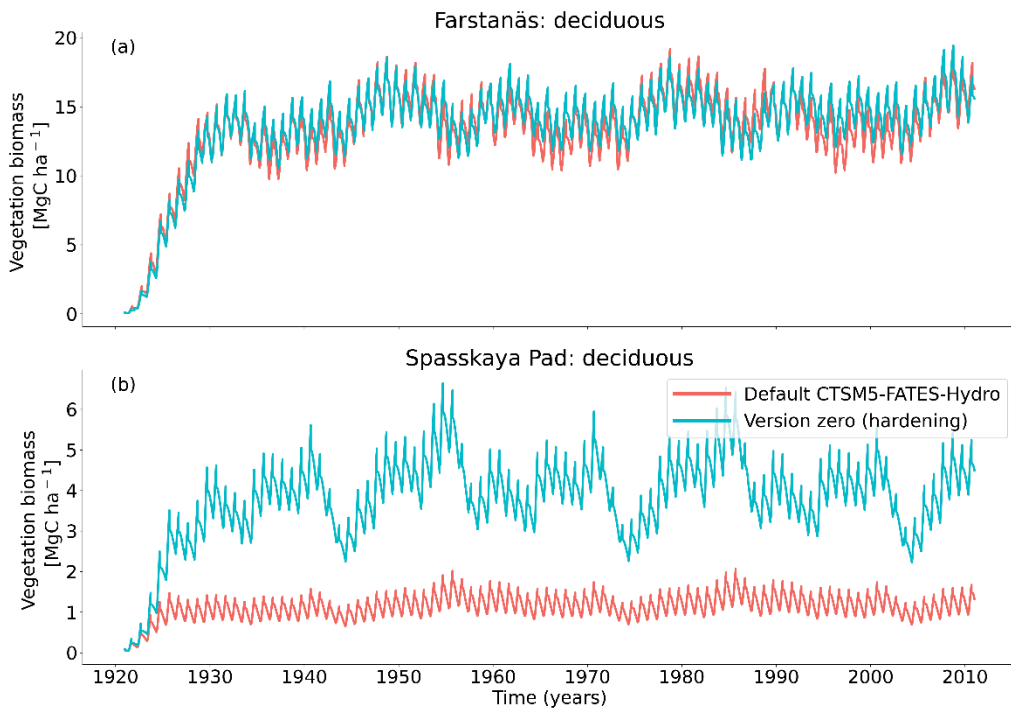 Farstanäs: deciduous
(a)
20
15
10
5
0
Vegetation biomass
[MgC ha⁻¹]
Spasskaya Pad: deciduous
(b)
Default CTSM5-FATES-Hydro
Version zero (hardening)
6
5
4
3
2
1
0
Vegetation biomass
[MgC ha⁻¹]
1920 1930 1940 1950 1960 1970 1980 1990 2000 2010
Time (years)